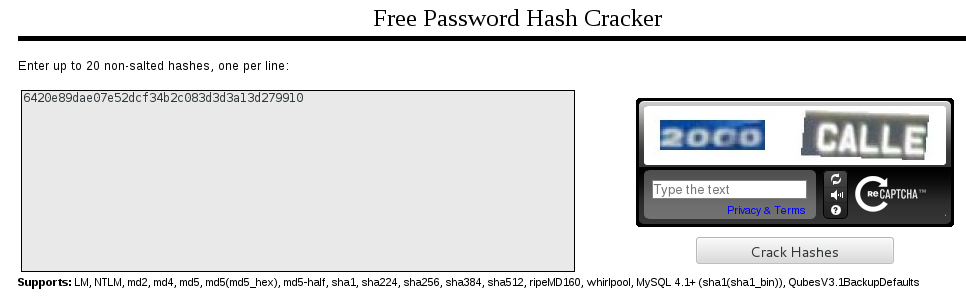 Free Password Hash Cracker
Enter up to 20 non-salted hashes, one per line:
6420e89dae07e52dcf34b2c083d3d3a13d279910
2000 CALLE
Type the text
Privacy & Terms
ReCAPTCHA™
Crack Hashes
Supports: LM, NTLM, md2, md4, md5, md5(md5_hex), md5-half, sha1, sha224, sha256, sha384, sha512, ripeMD160, whirlpool, MySQL 4.1+ (sha1(sha1_bin)), QubesV3.1BackupDefaults